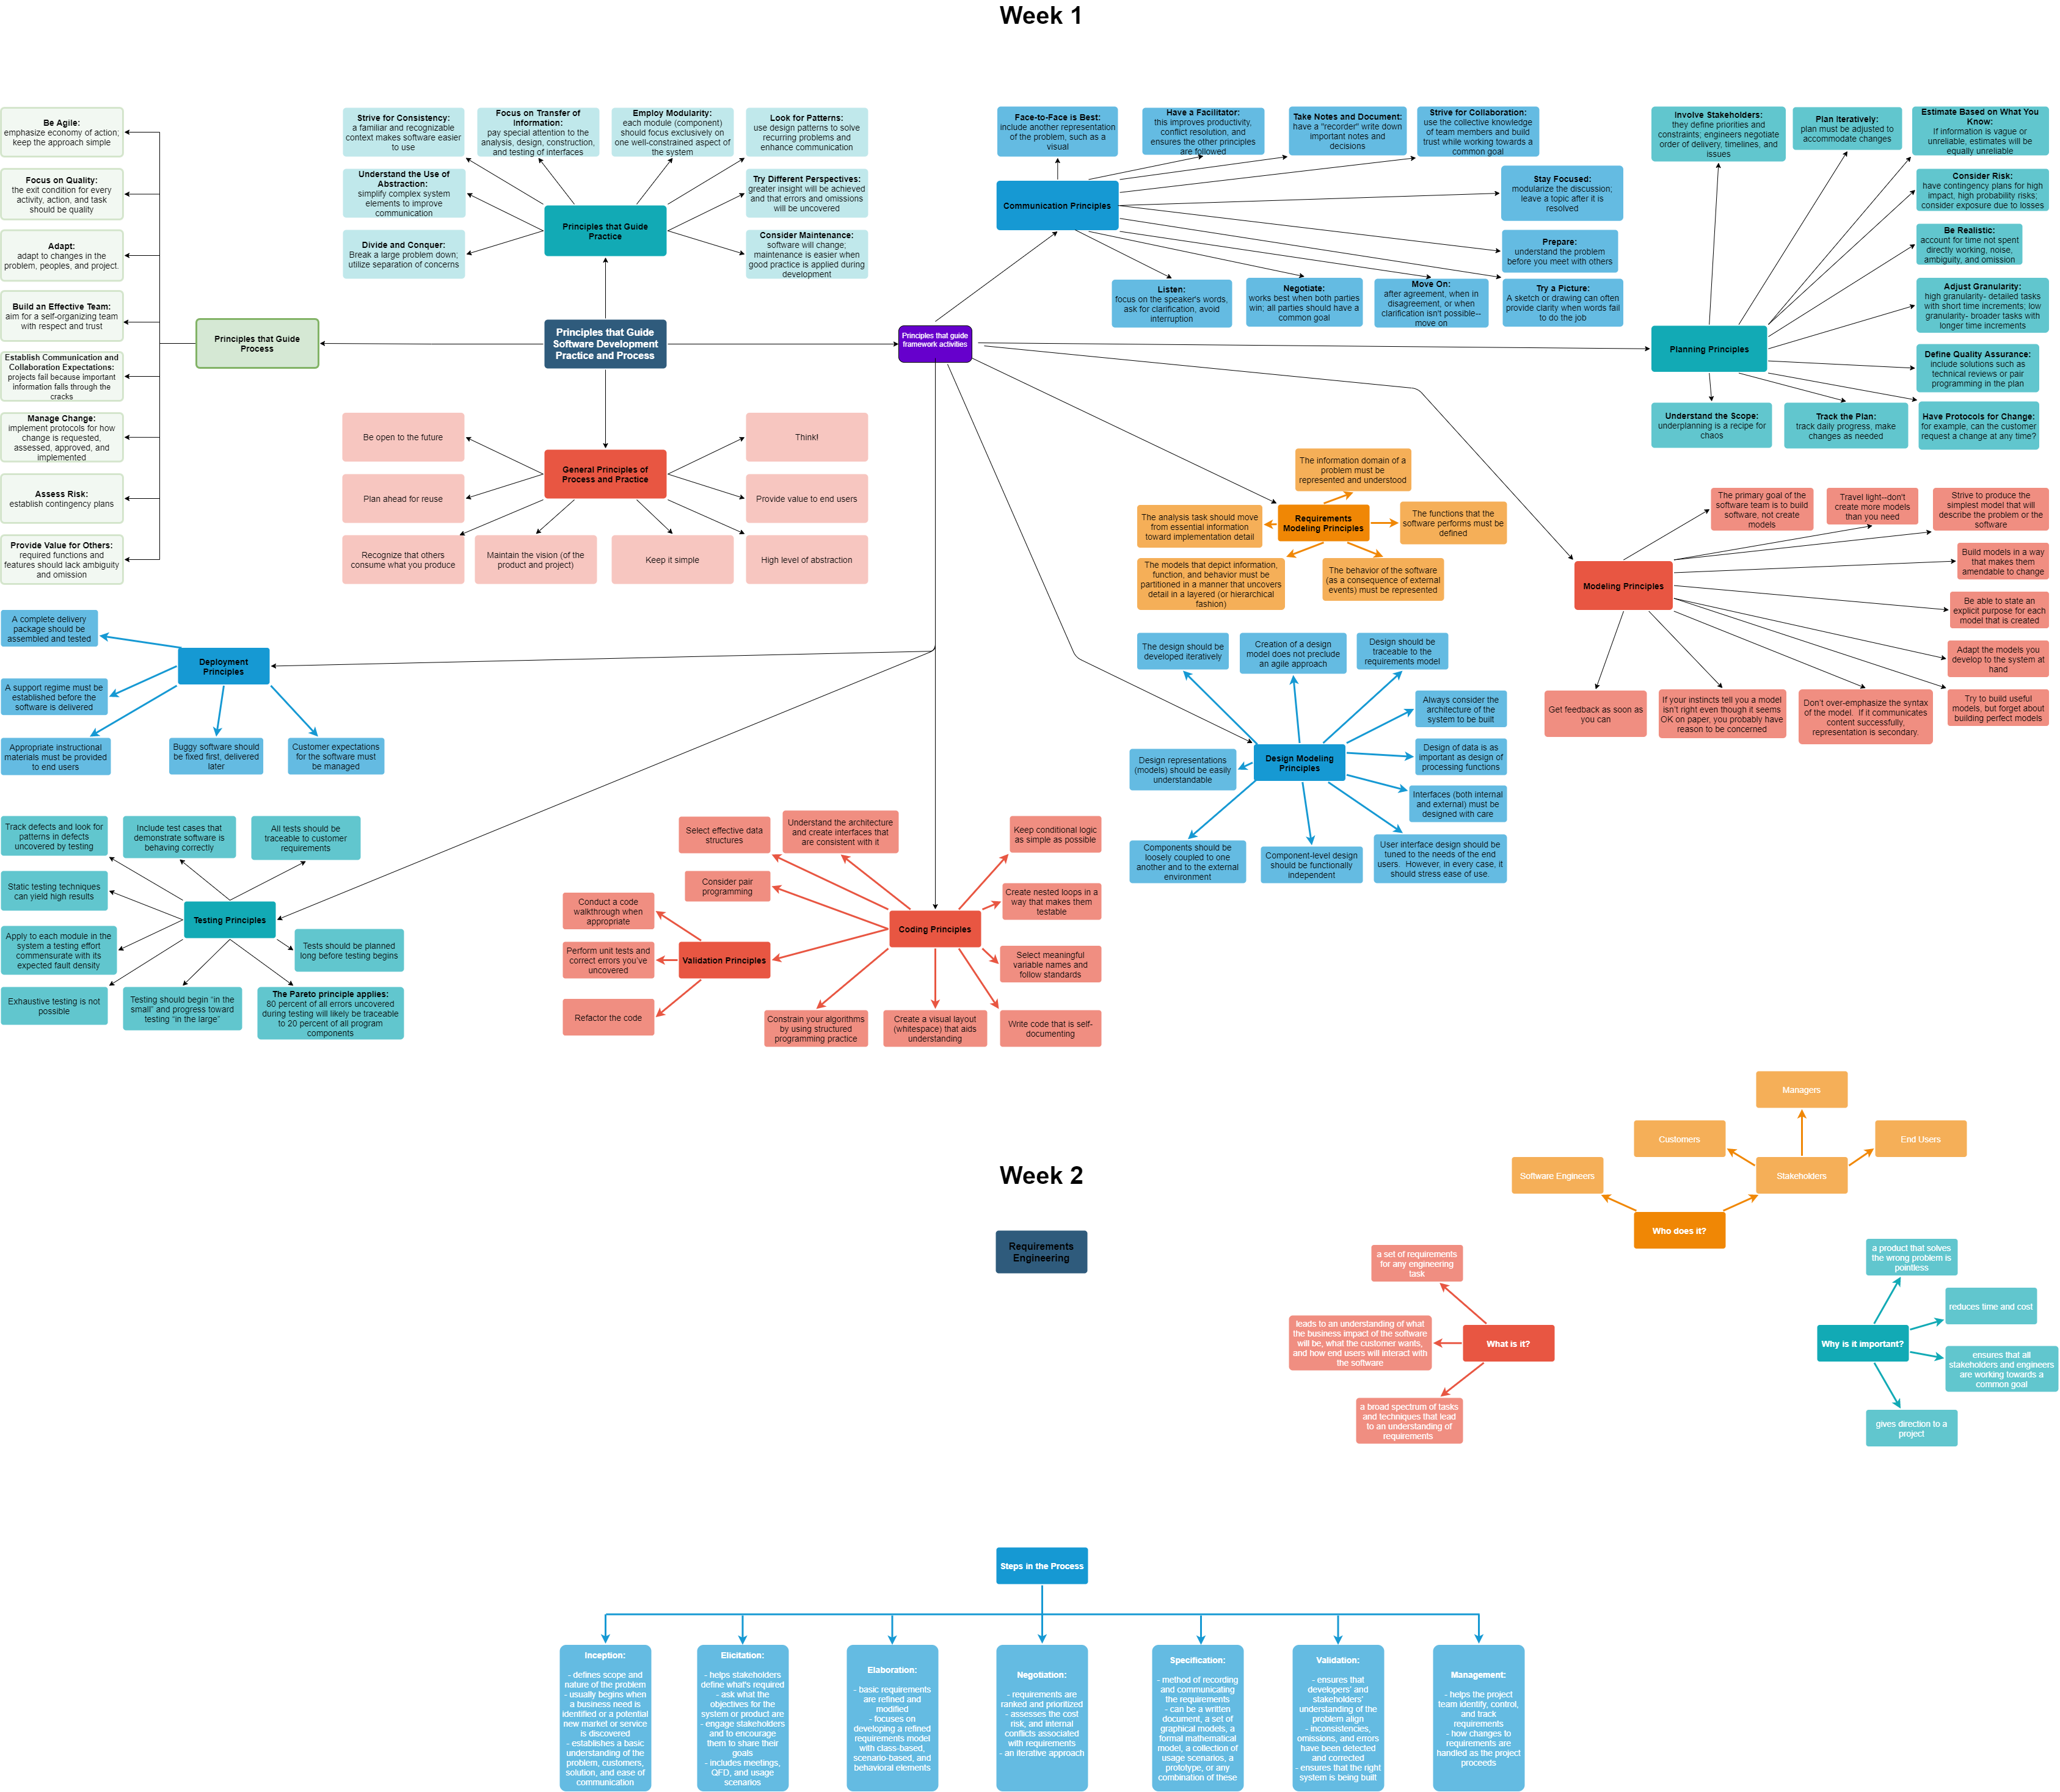 Week 1
Be Agile:
emphasize economy of action;
keep the approach simple
Focus on Quality:
the exit condition for every
activity, action, and task
should be quality
Adapt:
adapt to changes in the
problem, peoples, and project.
Build an Effective Team:
aim for a self-organizing team
with respect and trust
Establish Communication and
Collaboration Expectations:
projects fail because important
information falls through the
cracks
Manage Change:
implement protocols for how
change is requested,
assessed, approved, and
implemented
Assess Risk:
establish contingency plans
Provide Value for Others:
required functions and
features should lack ambiguity
and omission
Principles that Guide
Process
Strive for Consistency:
a familiar and recognizable
context makes software easier
to use
Focus on Transfer of
information:
pay special attention to the
analysis, design, construction,
and testing of interfaces
Employ Modularity:
each module (component)
should focus exclusively on
one well-constrained aspect of
the system
Look for Patterns:
use design patterns to solve
recurring problems and
enhance communication
Understand the Use of
Abstraction:
simplify complex system
elements to improve
communication
Try Different Perspectives:
greater insight will be achieved
and that errors and omissions
will be uncovered
Divide and Conquer:
Break a large problem down;
utilize separation of concerns
Consider Maintenance:
software will change;
maintenance is easier when
good practice is applied during
development
Principles that Guide
Practice
Principles that Guide
Software Development
Practice and Process
Be open to the future
Think!
General Principles of
Process and Practice
Plan ahead for reuse
Provide value to end users
Recognize that others
consume what you produce
Maintain the vision (of the
product and project)
Keep it simple
High level of abstraction
Principles that guide
framework activities
Face-to-Face is Best:
include another representation
of the problem, such as a
visual
Have a Facilitator:
this improves productivity,
conflict resolution, and
ensures the other principles
are followed
Take Notes and Document:
have a "recorder" write down
important notes and
decisions
Strive for Collaboration:
use the collective knowledge
of team members and build
trust while working towards a
common goal
Communication Principles
Stay Focused:
modularize the discussion;
leave a topic after it is
resolved
Prepare:
understand the problem
before you meet with others
Listen:
focus on the speaker's words,
ask for clarification, avoid
interruption
Negotiate:
works best when both parties
win; all parties should have a
common goal
Move On:
after agreement, when in
disagreement, or when
clarification isn't possible--
move on
Try a Picture:
A sketch or drawing can often
provide clarity when words fail
to do the job
Involve Stakeholders:
they define priorities and
constraints; engineers negotiate
order of delivery, timelines, and
issues
Plan Iteratively:
plan must be adjusted to
accommodate changes
Estimate Based on What You
Know:
If information is vague or
unreliable, estimates will be
equally unreliable
Consider Risk:
have contingency plans for high
impact, high probability risks;
consider exposure due to losses
Be Realistic:
account for time not spent
directly working, noise,
ambiguity, and omission
Adjust Granularity:
high granularity- detailed tasks
with short time increments; low
granularity- broader tasks with
longer time increments
Planning Principles
Define Quality Assurance:
include solutions such as
technical reviews or pair
programming in the plan
Understand the Scope:
underplanning is a recipe for
chaos
Track the Plan:
track daily progress, make
changes as needed
Have Protocols for Change:
for example, can the customer
request a change at any time?
The information domain of a
problem must be
represented and understood
The analysis task should move
from essential information
toward implementation detail
Requirements
Modeling Principles
The functions that the
software performs must be
defined
The models that depict information,
function, and behavior must be
partitioned in a manner that uncovers
detail in a layered (or hierarchical
fashion)
The behavior of the software
(as a consequence of external
events) must be represented
The primary goal of the
software team is to build
software, not create
models
Travel light--don't
create more models
than you need
Strive to produce the
simplest model that will
describe the problem or the
software
Build models in a way
that makes them
amendable to change
Modeling Principles
Be able to state an
explicit purpose for each
model that is created
Adapt the models you
develop to the system at
hand
Get feedback as soon as
you can
If your instincts tell you a model
isn't right even though it seems
OK on paper, you probably have
reason to be concerned
Don't over-emphasize the syntax
of the model. If it communicates
content successfully,
representation is secondary.
Try to build useful
models, but forget about
building perfect models
A complete delivery
package should be
assembled and tested
Deployment
Principles
A support regime must be
established before the
software is delivered
Appropriate instructional
materials must be provided
to end users
Buggy software should
be fixed first, delivered
later
Customer expectations
for the software must
be managed
The design should be
developed iteratively
Creation of a design
model does not preclude
an agile approach
Design should be
traceable to the
requirements model
Always consider the
architecture of the
system to be built
Design representations
(models) should be easily
understandable
Design Modeling
Principles
Design of data is as
important as design of
processing functions
Interfaces (both internal
and external) must be
designed with care
Components should be
loosely coupled to one
another and to the external
environment
Component-level design
should be functionally
independent
User interface design should be
tuned to the needs of the end
users. However, in every case, it
should stress ease of use.
Track defects and look for
patterns in defects
uncovered by testing
Include test cases that
demonstrate software is
behaving correctly
All tests should be
traceable to customer
requirements
Static testing techniques
can yield high results
Testing Principles
Apply to each module in the
system a testing effort
commensurate with its
expected fault density
Tests should be planned
long before testing begins
Exhaustive testing is not
possible
Testing should begin "in the
small" and progress toward
testing "in the large"
The Pareto principle applies:
80 percent of all errors uncovered
during testing will likely be traceable
to 20 percent of all program
components
Select effective data
structures
Understand the architecture
and create interfaces that
are consistent with it
Keep conditional logic
as simple as possible
Consider pair
programming
Create nested loops in a
way that makes them
testable
Conduct a code
walkthrough when
appropriate
Coding Principles
Perform unit tests and
correct errors you've
uncovered
Validation Principles
Select meaningful
variable names and
follow standards
Refactor the code
Constrain your algorithms
by using structured
programming practice
Create a visual layout
(whitespace) that aids
understanding
Write code that is self-
documenting
Week 2
Requirements
Engineering
Managers
Customers
End Users
Software Engineers
Stakeholders
Who does it?
a set of requirements
for any engineering
task
leads to an understanding of what
the business impact of the software
will be, what the customer wants,
and how end users will interact with
the software
What is it?
a broad spectrum of tasks
and techniques that lead
to an understanding of
requirements
a product that solves
the wrong problem is
pointless
reduces time and cost
Why is it important?
ensures that all
stakeholders and engineers
are working towards a
common goal
gives direction to a
project
Steps in the Process
Inception:
- defines scope and
nature of the problem
- usually begins when
a business need is
identified or a potential
new market or service
is discovered
- establishes a basic
understanding of the
problem, customers,
solution, and ease of
communication
Elicitation:
- helps stakeholders
define what's required
- ask what the
objectives for the
system or product are
- engage stakeholders
and to encourage
them to share their
goals
- includes meetings,
QFD, and usage
scenarios
Elaboration:
- basic requirements
are refined and
modified
- focuses on
developing a refined
requirements model
with class-based,
scenario-based, and
behavioral elements
Negotiation:
- requirements are
ranked and prioritized
- assesses the cost
risk, and internal
conflicts associated
with requirements
- an iterative approach
Specification:
- method of recording
and communicating
the requirements
- can be a written
document, a set of
graphical models, a
formal mathematical
model, a collection of
usage scenarios, a
prototype, or any
combination of these
Validation:
- ensures that
developers' and
stakeholders'
understanding of the
problem align
- inconsistencies,
omissions, and errors
have been detected
and corrected
- ensures that the right
system is being built
Management:
- helps the project
team identify, control,
and track
requirements
- how changes to
requirements are
handled as the project
proceeds